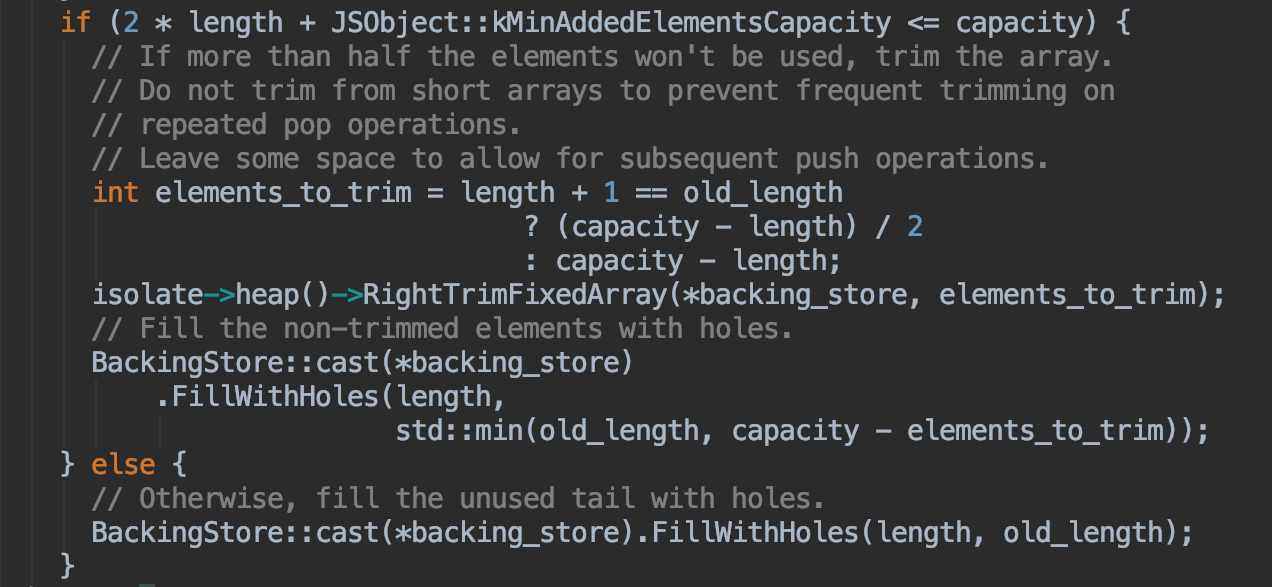 if (2 * length + JSObject::kMinAddedElementsCapacity <= capacity) {
// If more than half the elements won't be used, trim the array.
// Do not trim from short arrays to prevent frequent trimming on
// repeated pop operations.
// Leave some space to allow for subsequent push operations.
int elements_to_trim = length + 1 == old_length
? (capacity - length) / 2
: capacity - length;
isolate->heap()->RightTrimFixedArray(*backing_store, elements_to_trim);
// Fill the non-trimmed elements with holes.
BackingStore::cast(*backing_store)
.FillWithHoles(length,
std::min(old_length, capacity - elements_to_trim));
} else {
// Otherwise, fill the unused tail with holes.
BackingStore::cast(*backing_store).FillWithHoles(length, old_length);
}